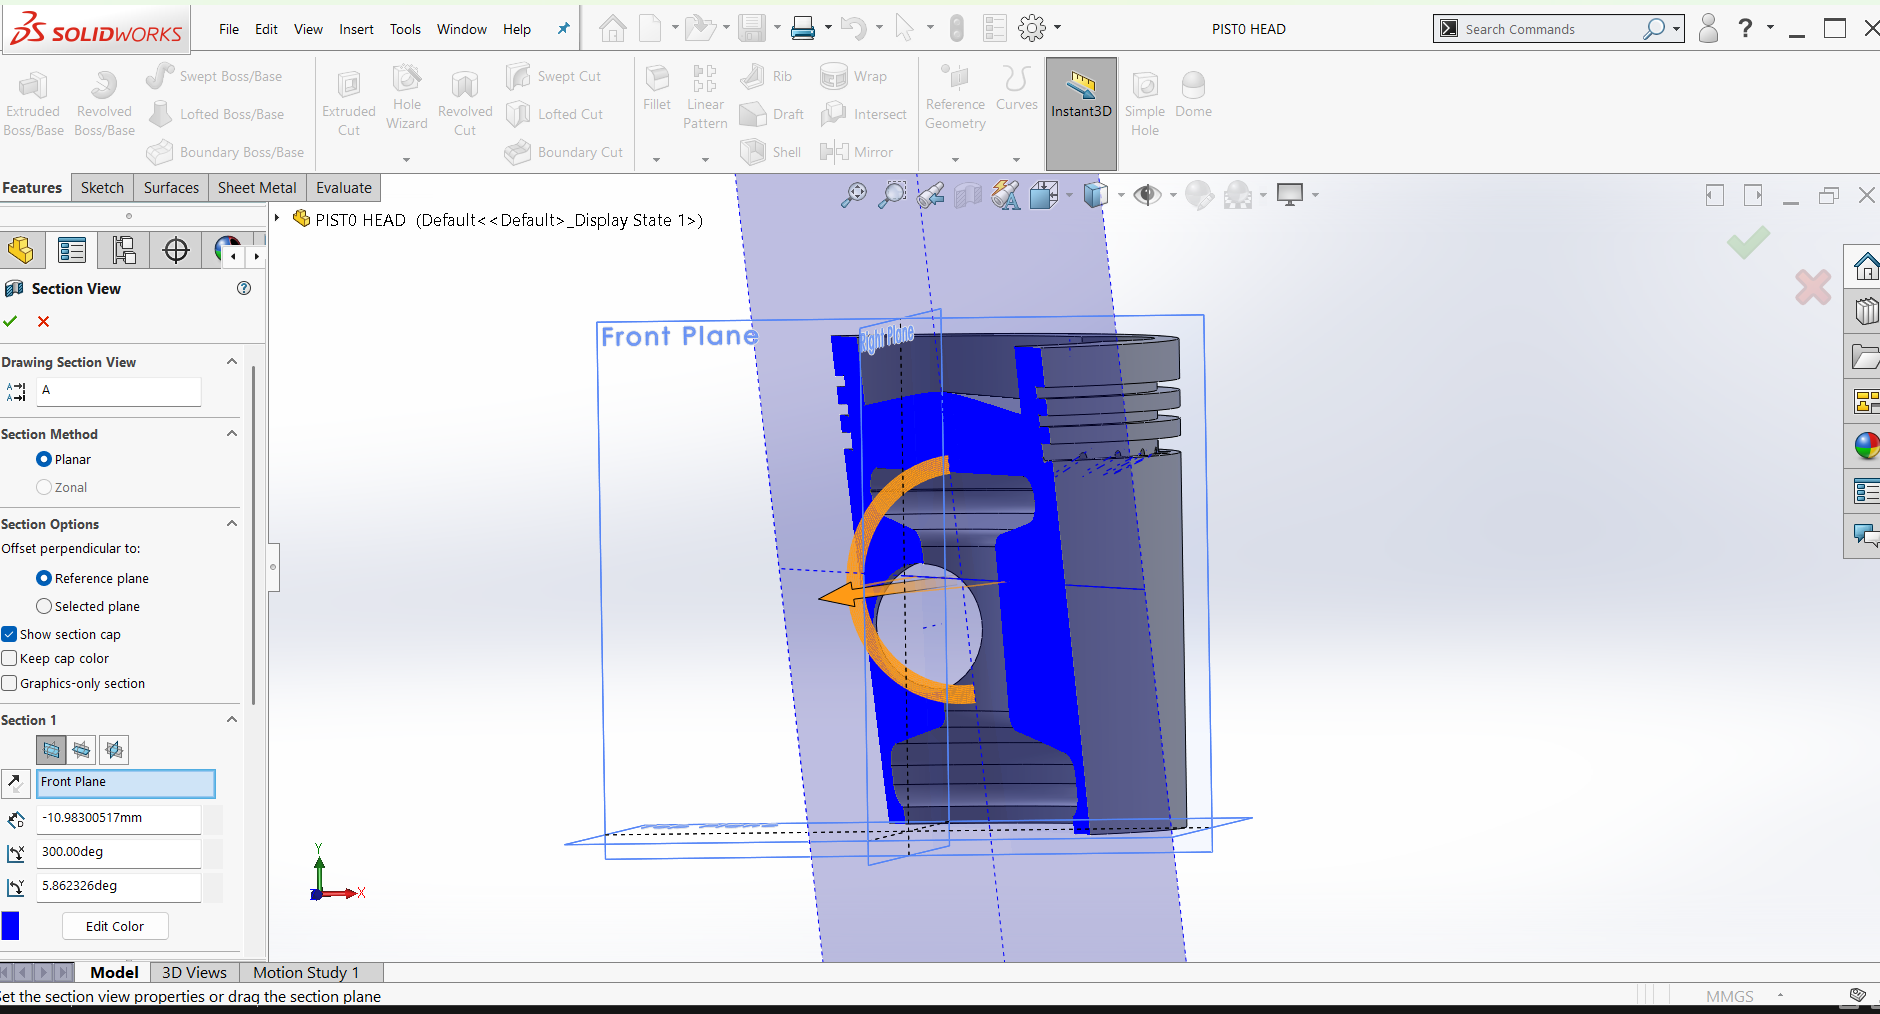 SOLIDWORKS
File Edit View Insert Tools Window Help
PIST0 HEAD
Search Commands
?
Extruded Boss/Base
Revolved Boss/Base
Swept Boss/Base
Lofted Boss/Base
Boundary Boss/Base
Extruded Cut
Hole Wizard
Revolved Cut
Swept Cut
Lofted Cut
Boundary Cut
Fillet
Linear Pattern
Rib
Draft
Shell
Wrap
Intersect
Mirror
Reference Geometry
Curves
Instant3D
Simple Hole
Dome
Features Sketch Surfaces Sheet Metal Evaluate
PIST0 HEAD (Default<<Default>_Display State 1>)
Section View
Drawing Section View
A
Section Method
Planar
Zonal
Section Options
Offset perpendicular to:
Reference plane
Selected plane
Show section cap
Keep cap color
Graphics-only section
Section 1
Front Plane
-10.98300517mm
300.00deg
5.862326deg
Edit Color
Front Plane
Right Plane
Y
X
Model 3D Views Motion Study 1
Set the section view properties or drag the section plane
MMGS